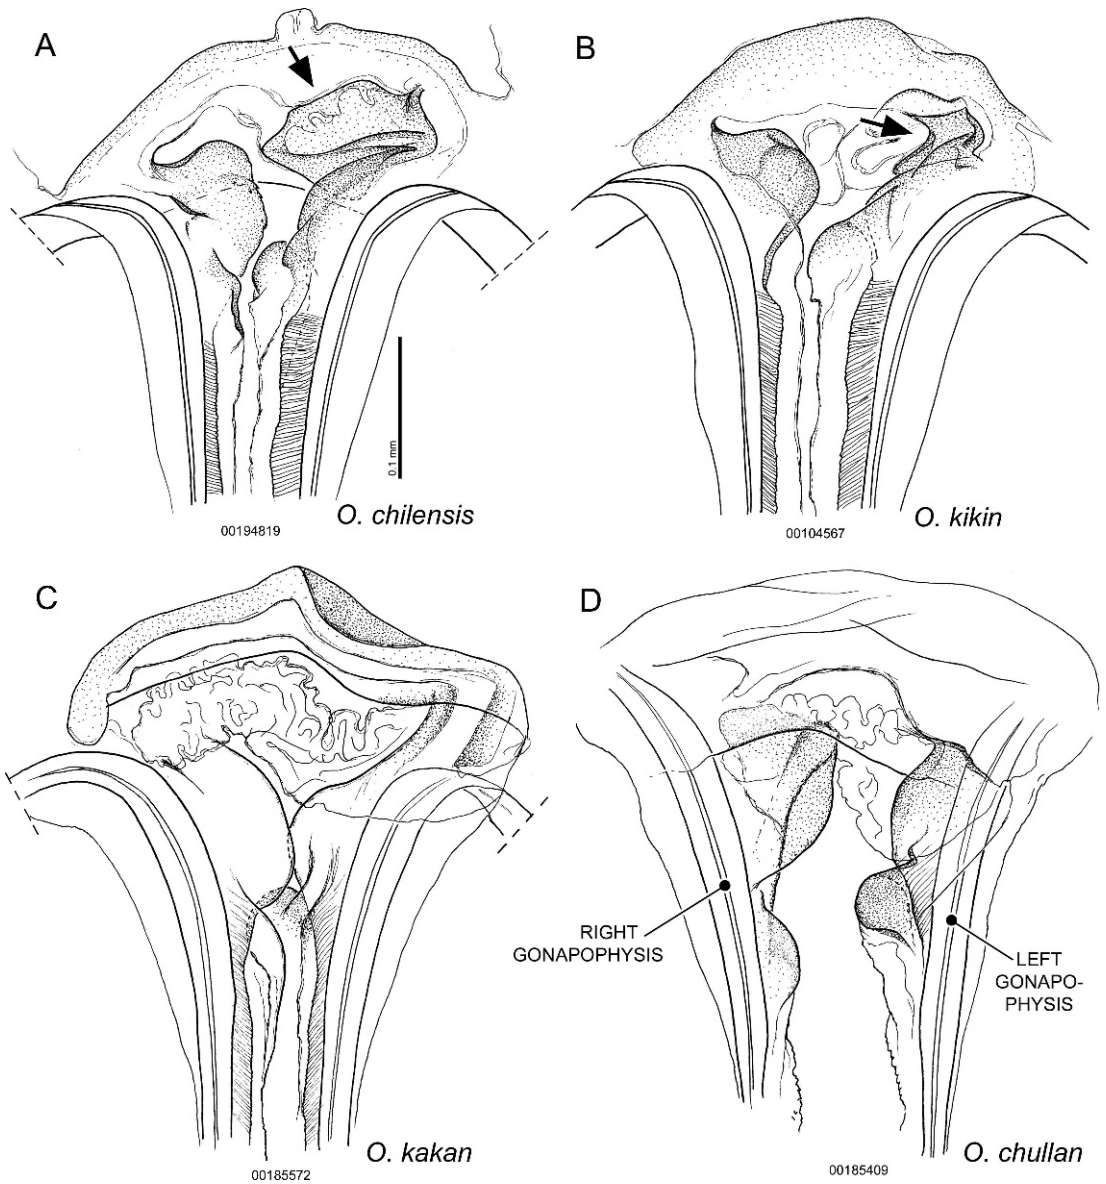 A
B
0.1 mm
O. chilensis
00194819
O. kikin
00104567
C
D
RIGHT
GONAPOPHYSIS
LEFT
GONAPO-
PHYSIS
O. kakan
00185572
O. chullan
00185409